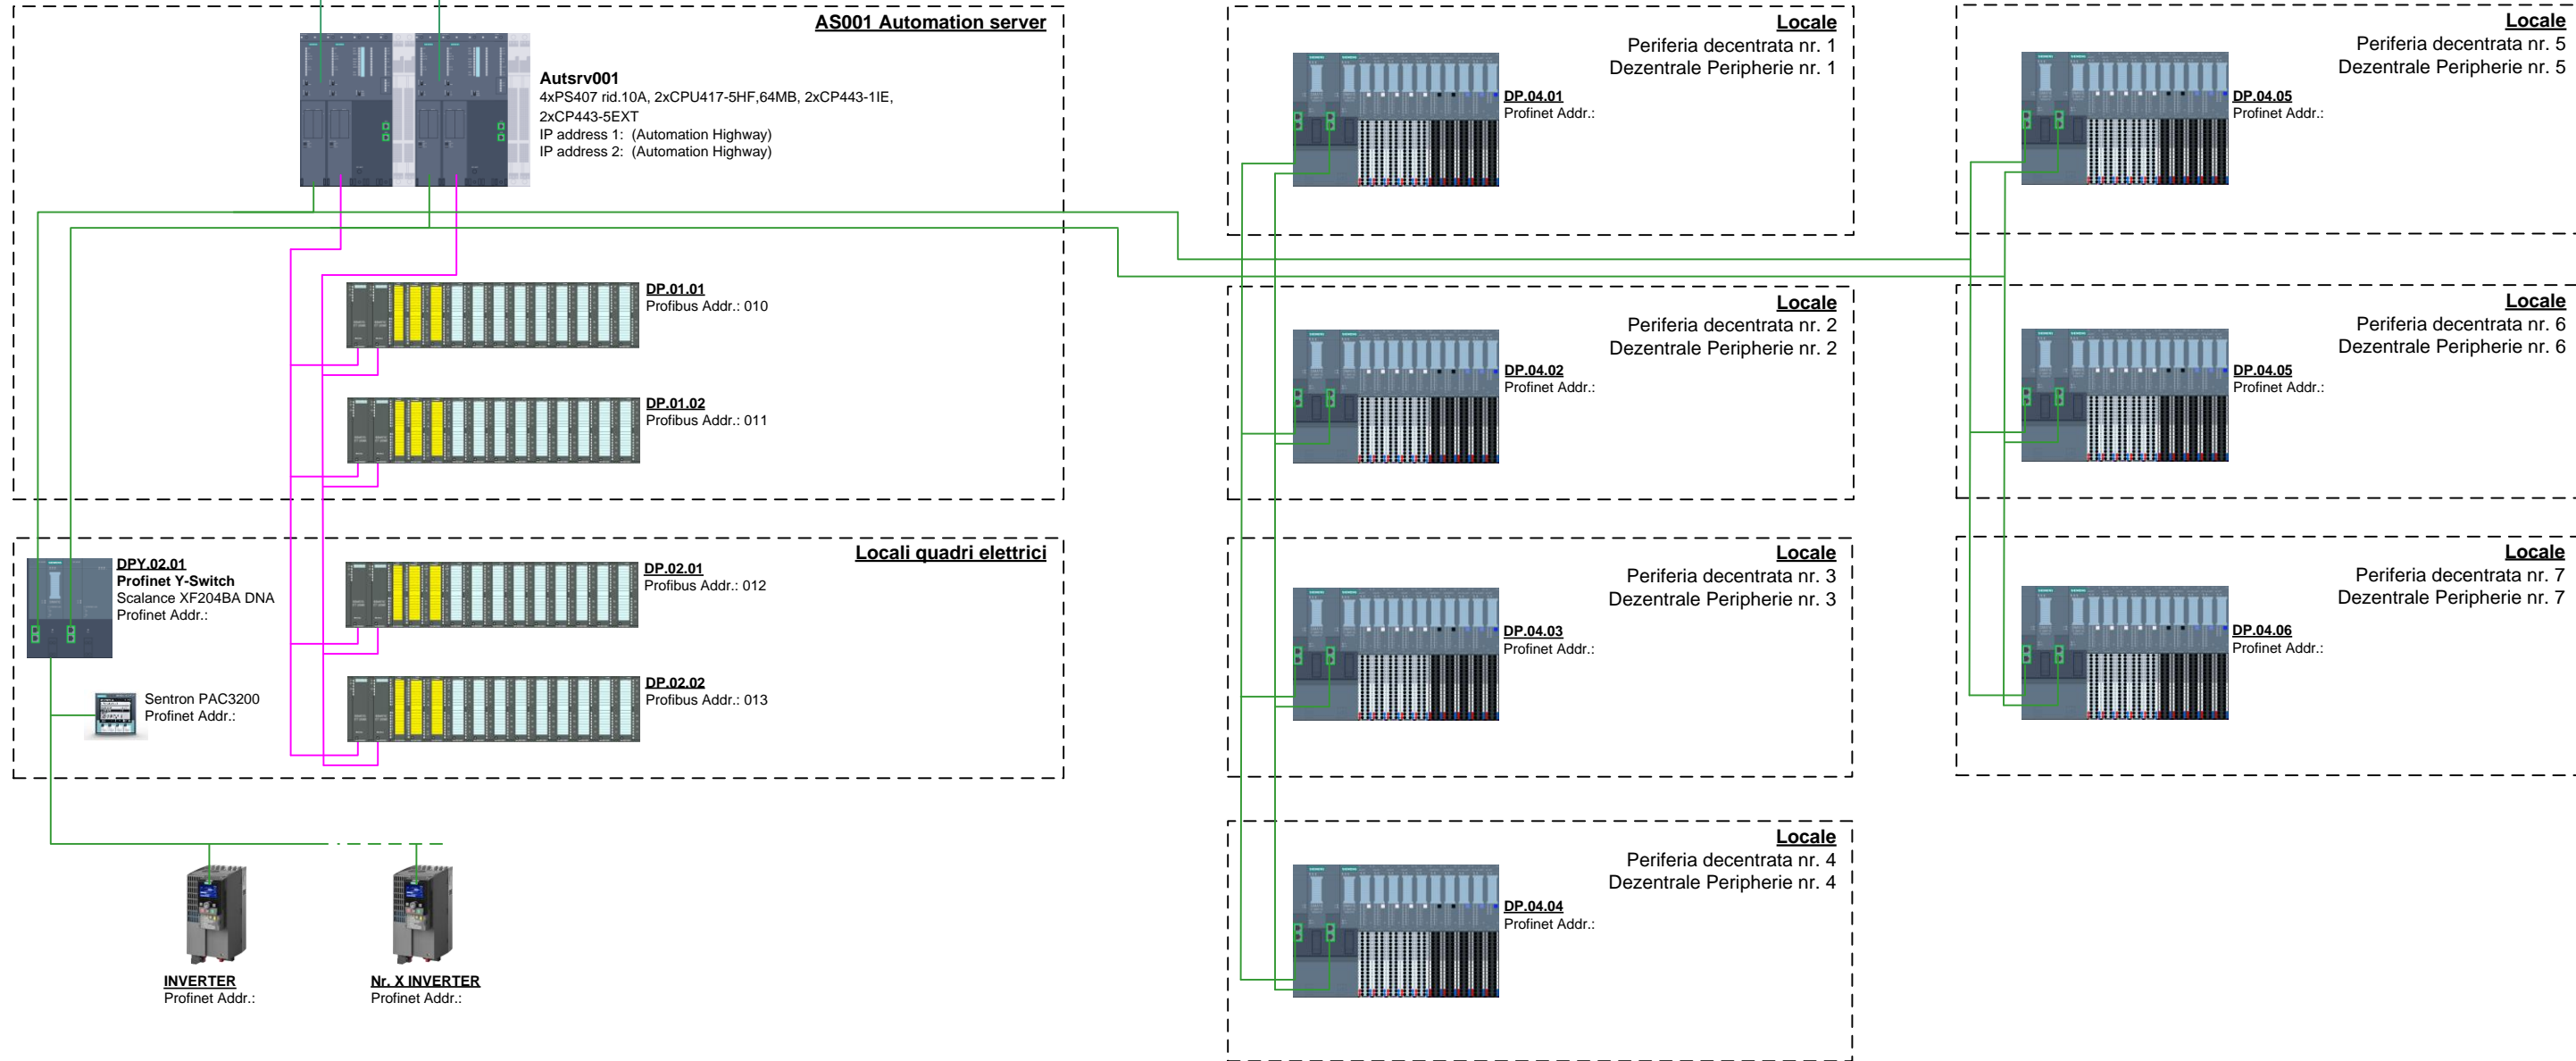 AS001 Automation server
Autsrv001
4xPS407 rid.10A, 2xCPU417-5HF,64MB, 2xCP443-1IE,
2xCP443-5EXT
IP address 1: (Automation Highway)
IP address 2: (Automation Highway)
DP.01.01
Profibus Addr.: 010
DP.01.02
Profibus Addr.: 011
Locali quadri elettrici
DPY.02.01
Profinet Y-Switch
Scalance XF204BA DNA
Profinet Addr.:
Sentron PAC3200
Profinet Addr.:
DP.02.01
Profibus Addr.: 012
DP.02.02
Profibus Addr.: 013
INVERTER
Profinet Addr.:
Nr. X INVERTER
Profinet Addr.:
Locale
Periferia decentrata nr. 1
Dezentrale Peripherie nr. 1
DP.04.01
Profinet Addr.:
Locale
Periferia decentrata nr. 2
Dezentrale Peripherie nr. 2
DP.04.02
Profinet Addr.:
Locale
Periferia decentrata nr. 3
Dezentrale Peripherie nr. 3
DP.04.03
Profinet Addr.:
Locale
Periferia decentrata nr. 4
Dezentrale Peripherie nr. 4
DP.04.04
Profinet Addr.:
Locale
Periferia decentrata nr. 5
Dezentrale Peripherie nr. 5
DP.04.05
Profinet Addr.:
Locale
Periferia decentrata nr. 6
Dezentrale Peripherie nr. 6
DP.04.05
Profinet Addr.:
Locale
Periferia decentrata nr. 7
Dezentrale Peripherie nr. 7
DP.04.06
Profinet Addr.: